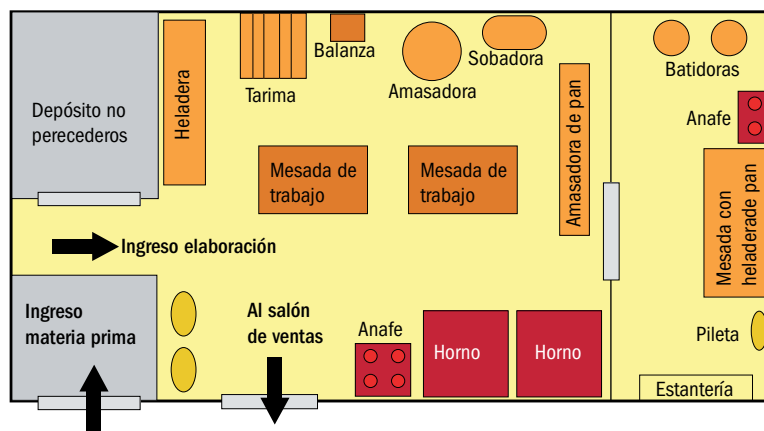 Depósito no
perecederos
Heladera
Tarima
Balanza
Amasadora
Sobadora
Amasadora de pan
Batidoras
Anafe
Mesada de
trabajo
Mesada de
trabajo
Mesada con
heladerade pan
Ingreso elaboración
Ingreso
materia prima
Al salón
de ventas
Anafe
Horno
Horno
Pileta
Estantería